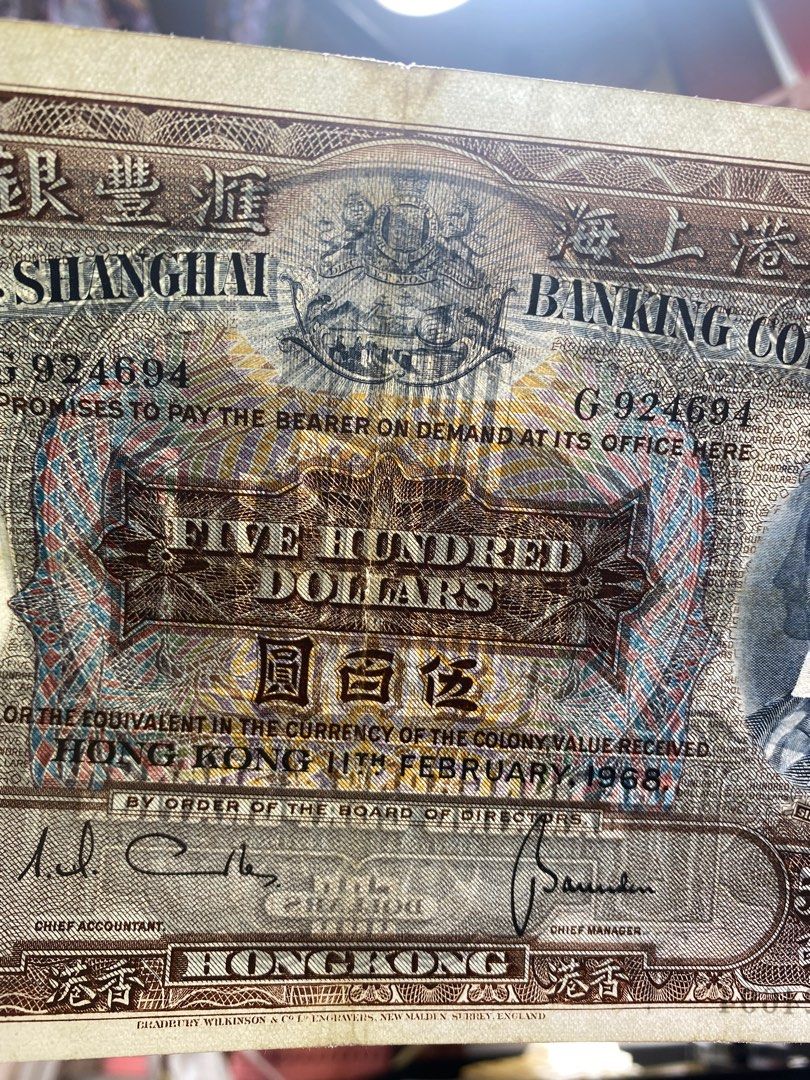 銀豐滙 海上港
SHANGHAI BANKING CO
G 924694
G 924694
PROMISES TO PAY THE BEARER ON DEMAND AT ITS OFFICE HERE
FIVE HUNDRED
DOLLARS
圓百伍
OR THE EQUIVALENT IN THE CURRENCY OF THE COLONY, VALUE RECEIVED
HONG KONG 11TH FEBRUARY, 1968.
BY ORDER OF THE BOARD OF DIRECTORS
CHIEF ACCOUNTANT.
CHIEF MANAGER.
港香 HONGKONG 港香
BRADBURY WILKINSON & Co. Ld. ENGRAVERS, NEW MALDEN, SURREY, ENGLAND